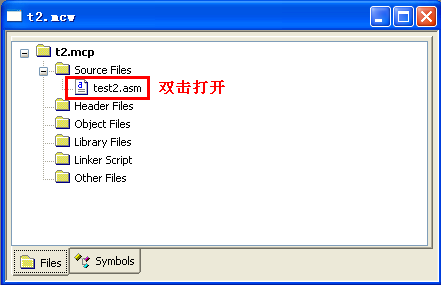 t2.mcw
t2.mcp
Source Files
test2.asm 双击打开
Header Files
Object Files
Library Files
Linker Script
Other Files
Files Symbols